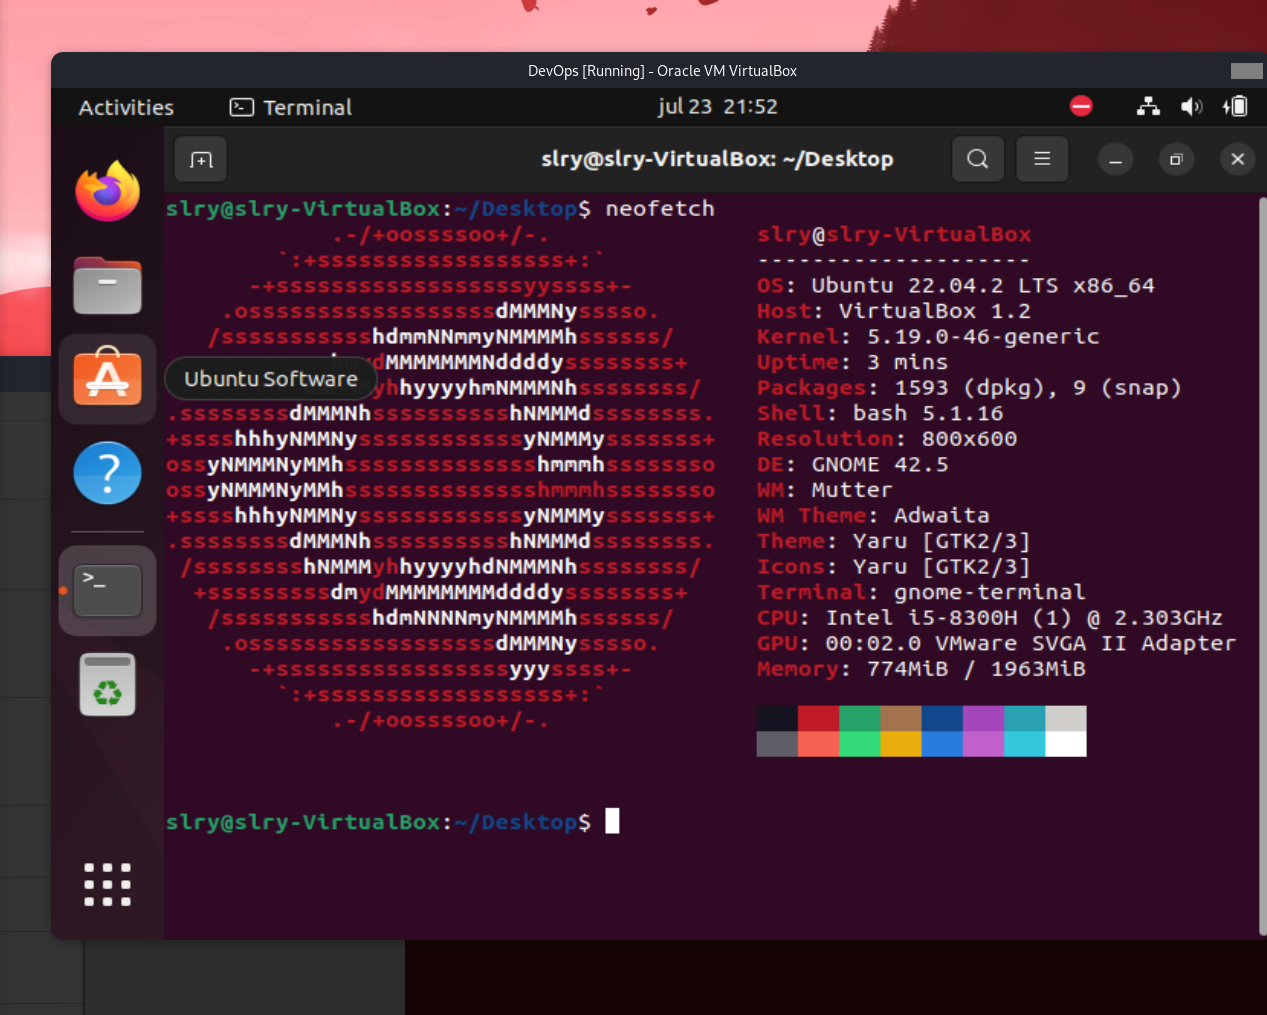 DevOps [Running] - Oracle VM VirtualBox
Activities Terminal jul 23 21:52
slry@slry-VirtualBox: ~/Desktop
slry@slry-VirtualBox:~/Desktop$ neofetch
.-/+oossssoo+/-. slry@slry-VirtualBox
`:+ssssssssssssssssss+:` --------------------
-+ssssssssssssssssssyyssss+- OS: Ubuntu 22.04.2 LTS x86_64
.ossssssssssssssssssdMMMNysssso. Host: VirtualBox 1.2
/ssssssssssshdmmNNmmyNMMMMhssssss/ Kernel: 5.19.0-46-generic
dMMMMMMMNddddyssssssss+ Uptime: 3 mins
Ubuntu Software yhhyyyyhmNMMMNhssssssss/ Packages: 1593 (dpkg), 9 (snap)
.ssssssssdMMMNhsssssssssshNMMMdssssssss. Shell: bash 5.1.16
+sssshhhyNMMNyssssssssssssyNMMMysssssss+ Resolution: 800x600
ossyNMMMNyMMhsssssssssssssshmmmhssssssso DE: GNOME 42.5
ossyNMMMNyMMhsssssssssssssshmmmhssssssso WM: Mutter
+sssshhhyNMMNyssssssssssssyNMMMysssssss+ WM Theme: Adwaita
.ssssssssdMMMNhsssssssssshNMMMdssssssss. Theme: Yaru [GTK2/3]
/sssssssshNMMMyhhyyyyhdNMMMNhssssssss/ Icons: Yaru [GTK2/3]
+sssssssssdmydMMMMMMMMddddyssssssss+ Terminal: gnome-terminal
/ssssssssssshdmNNNNmyNMMMMhssssss/ CPU: Intel i5-8300H (1) @ 2.303GHz
.ossssssssssssssssssdMMMNysssso. GPU: 00:02.0 VMware SVGA II Adapter
-+sssssssssssssssssyyyssss+- Memory: 774MiB / 1963MiB
`:+ssssssssssssssssss+:`
.-/+oossssoo+/-.
slry@slry-VirtualBox:~/Desktop$